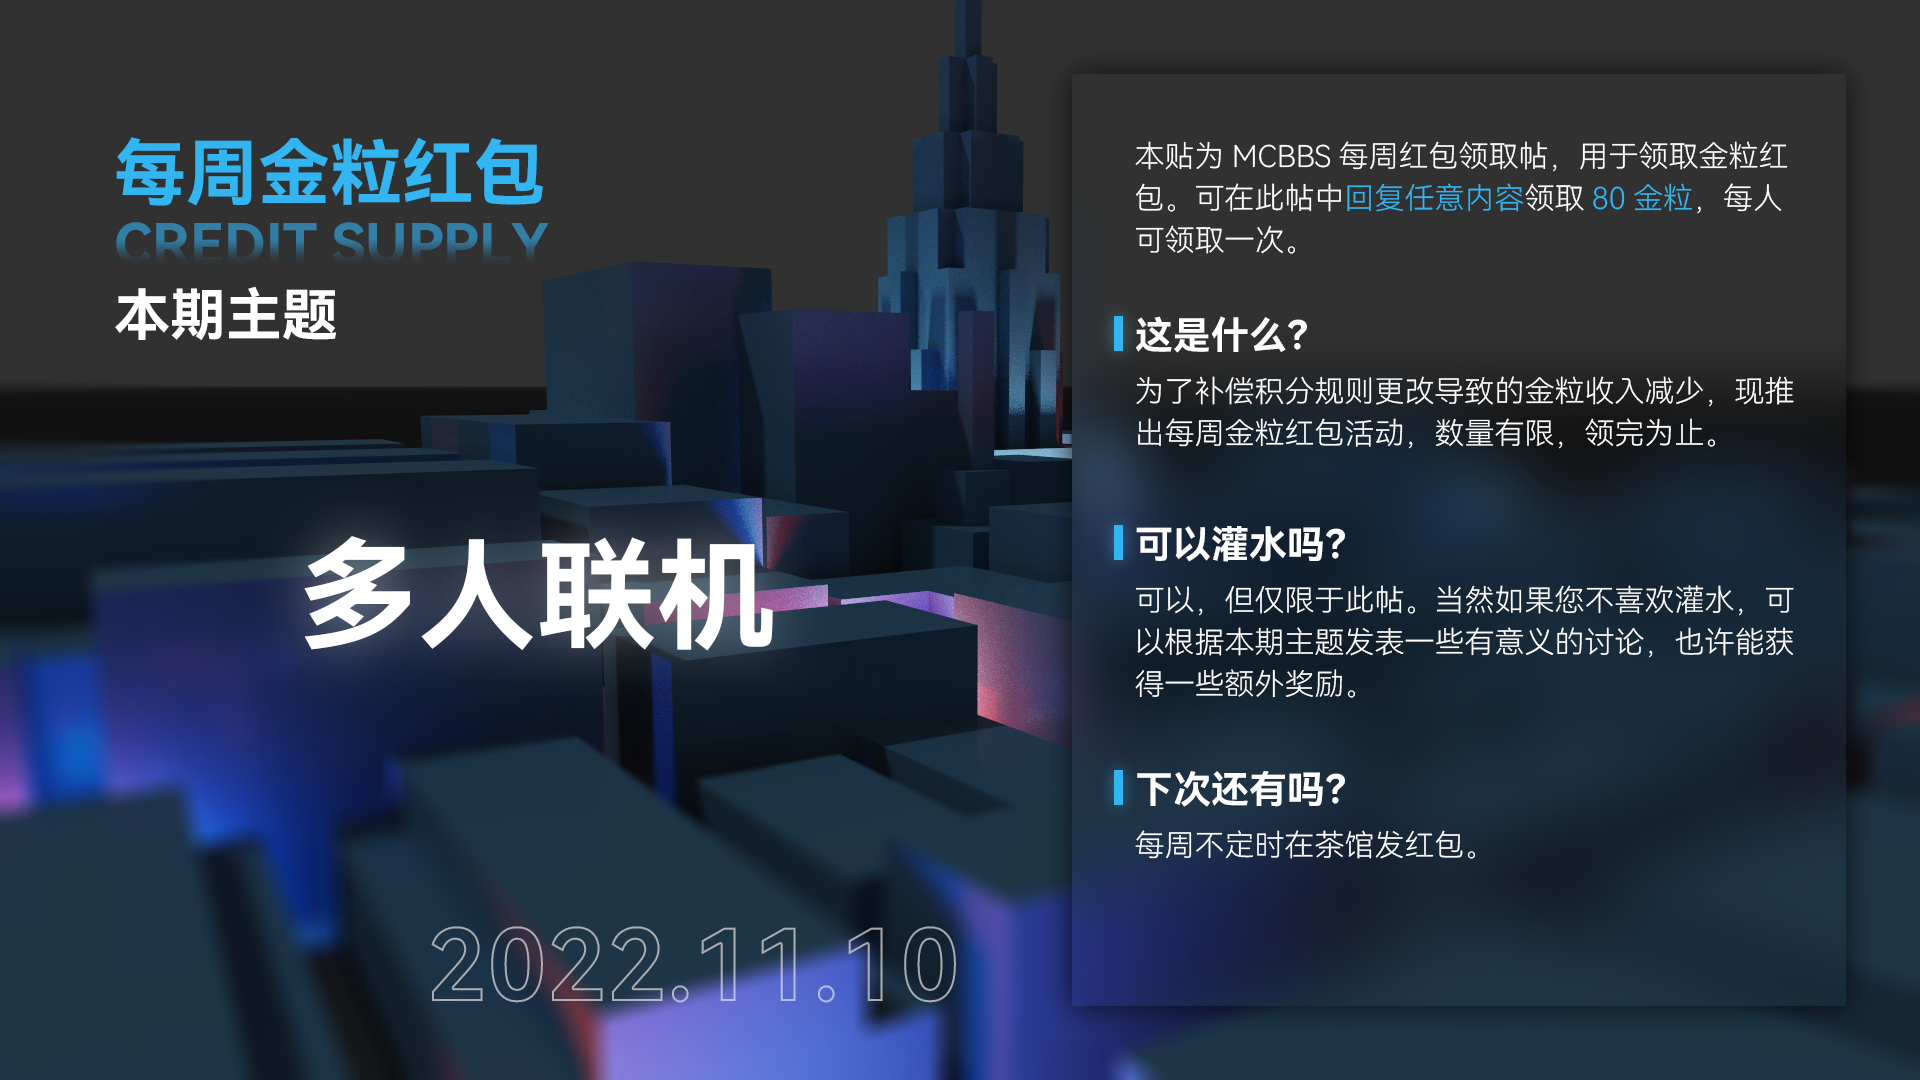 每周金粒红包
CREDIT SUPPLY
本期主题
多人联机
2022.11.10
本贴为 MCBBS 每周红包领取帖，用于领取金粒红
包。可在此帖中回复任意内容领取 80 金粒，每人
可领取一次。
这是什么？
为了补偿积分规则更改导致的金粒收入减少，现推
出每周金粒红包活动，数量有限，领完为止。
可以灌水吗？
可以，但仅限于此帖。当然如果您不喜欢灌水，可
以根据本期主题发表一些有意义的讨论，也许能获
得一些额外奖励。
下次还有吗？
每周不定时在茶馆发红包。